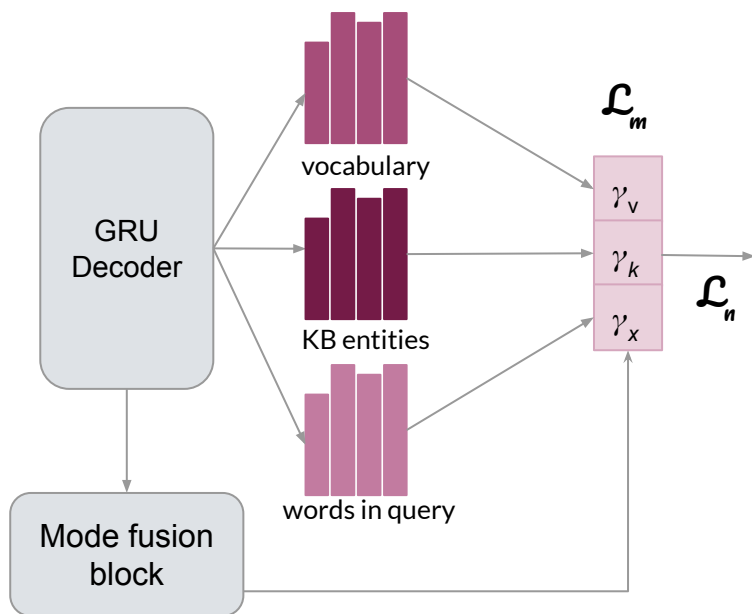 GRU
Decoder
vocabulary
KB entities
words in query
Mode fusion
block
ℒₘ
γᵥ
γₖ
γₓ
ℒₙ